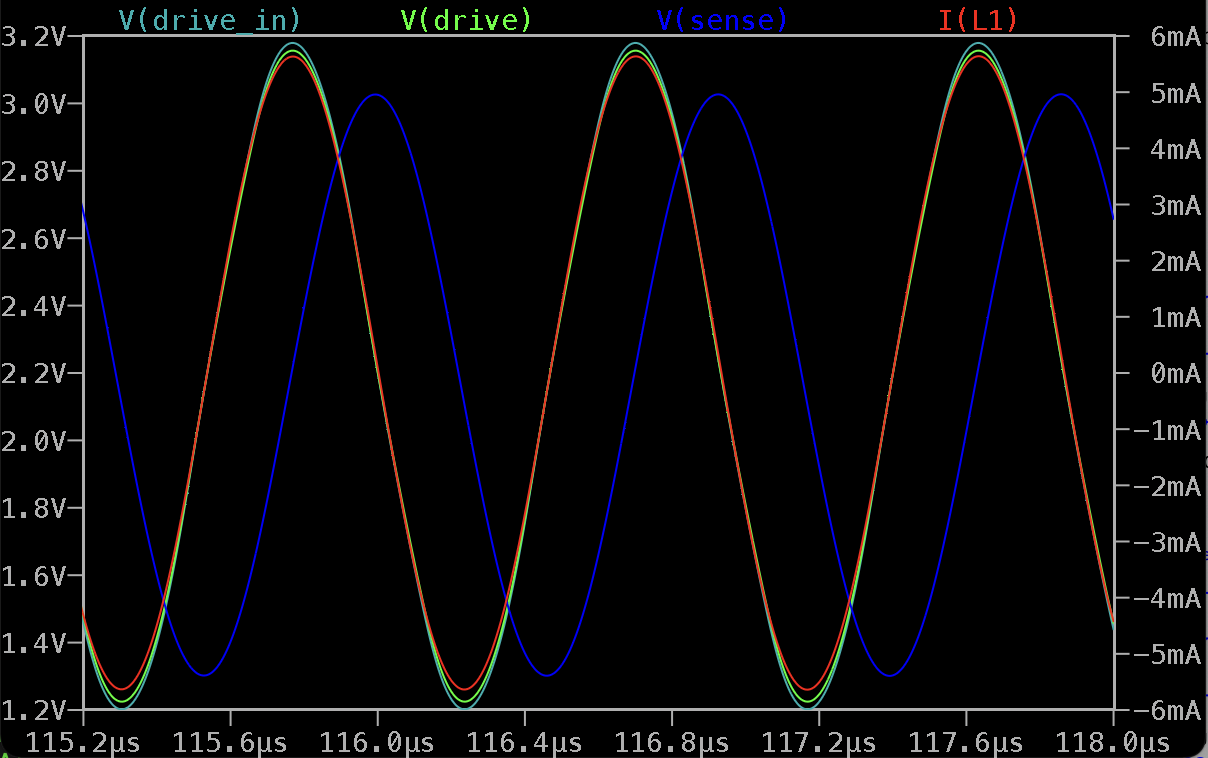 V(drive_in) V(drive) V(sense) I(L1)
3.2V 6mA
3.0V 5mA
2.8V 4mA
2.6V 3mA
2.4V 2mA
2.2V 1mA
2.0V 0mA
1.8V −1mA
1.6V −2mA
1.4V −3mA
1.2V −4mA
−5mA
−6mA
115.2µs 115.6µs 116.0µs 116.4µs 116.8µs 117.2µs 117.6µs 118.0µs